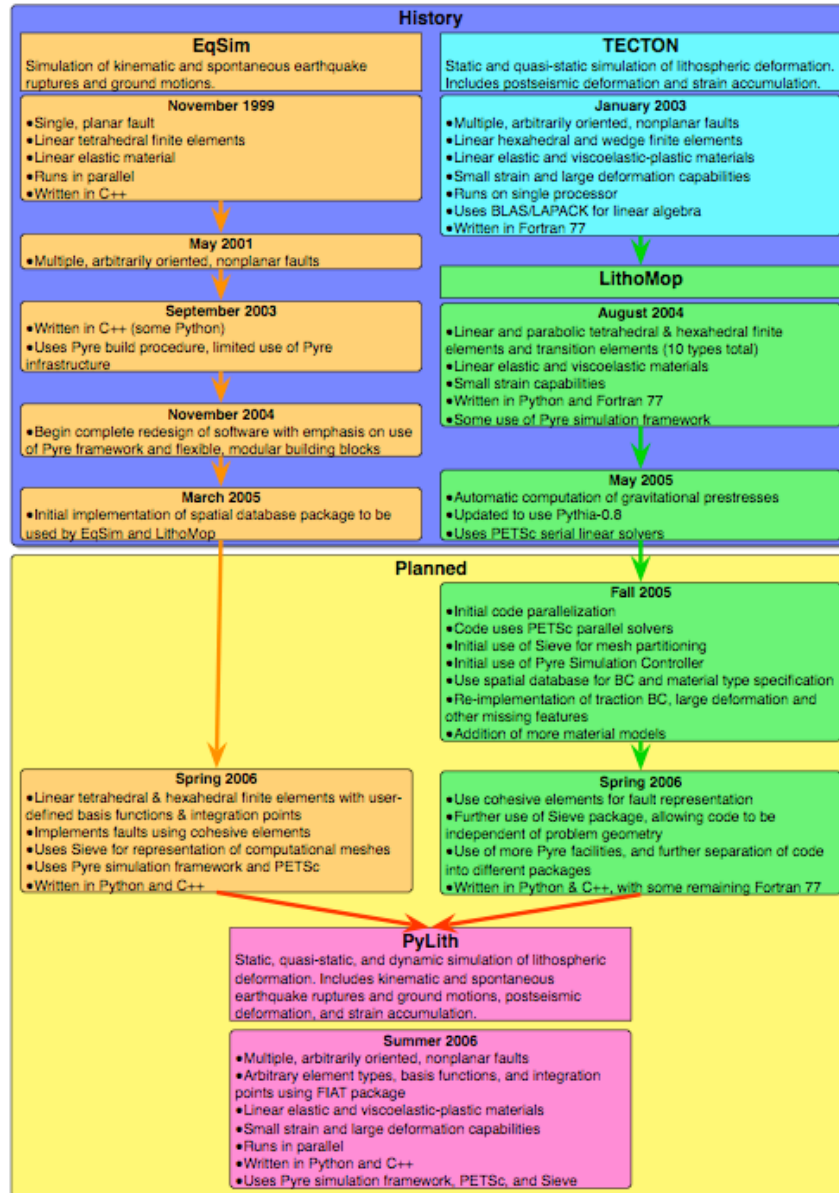 History
EqSim
Simulation of kinematic and spontaneous earthquake
ruptures and ground motions.
November 1999
●Single, planar fault
●Linear tetrahedral finite elements
●Linear elastic material
●Runs in parallel
●Written in C++
May 2001
●Multiple, arbitrarily oriented, nonplanar faults
September 2003
●Written in C++ (some Python)
●Uses Pyre build procedure, limited use of Pyre
infrastructure
November 2004
●Begin complete redesign of software with emphasis on use
of Pyre framework and flexible, modular building blocks
March 2005
●Initial implementation of spatial database package to be
used by EqSim and LithoMop
TECTON
Static and quasi-static simulation of lithospheric deformation.
Includes postseismic deformation and strain accumulation.
January 2003
●Multiple, arbitrarily oriented, nonplanar faults
●Linear hexahedral and wedge finite elements
●Linear elastic and viscoelastic-plastic materials
●Small strain and large deformation capabilities
●Runs on single processor
●Uses BLAS/LAPACK for linear algebra
●Written in Fortran 77
LithoMop
August 2004
●Linear and parabolic tetrahedral & hexahedral finite
elements and transition elements (10 types total)
●Linear elastic and viscoelastic materials
●Small strain capabilities
●Written in Python and Fortran 77
●Some use of Pyre simulation framework
May 2005
●Automatic computation of gravitational prestresses
●Updated to use Pythia-0.8
●Uses PETSc serial linear solvers
Planned
Spring 2006
●Linear tetrahedral & hexahedral finite elements with user-
defined basis functions & integration points
●Implements faults using cohesive elements
●Uses Sieve for representation of computational meshes
●Uses Pyre simulation framework and PETSc
●Written in Python and C++
Fall 2005
●Initial code parallelization
●Code uses PETSc parallel solvers
●Initial use of Sieve for mesh partitioning
●Initial use of Pyre Simulation Controller
●Use spatial database for BC and material type specification
●Re-implementation of traction BC, large deformation and
other missing features
●Addition of more material models
Spring 2006
●Use cohesive elements for fault representation
●Further use of Sieve package, allowing code to be
independent of problem geometry
●Use of more Pyre facilities, and further separation of code
into different packages
●Written in Python & C++, with some remaining Fortran 77
PyLith
Static, quasi-static, and dynamic simulation of lithospheric
deformation. Includes kinematic and spontaneous
earthquake ruptures and ground motions, postseismic
deformation, and strain accumulation.
Summer 2006
●Multiple, arbitrarily oriented, nonplanar faults
●Arbitrary element types, basis functions, and integration
points using FIAT package
●Linear elastic and viscoelastic-plastic materials
●Small strain and large deformation capabilities
●Runs in parallel
●Written in Python and C++
●Uses Pyre simulation framework, PETSc, and Sieve